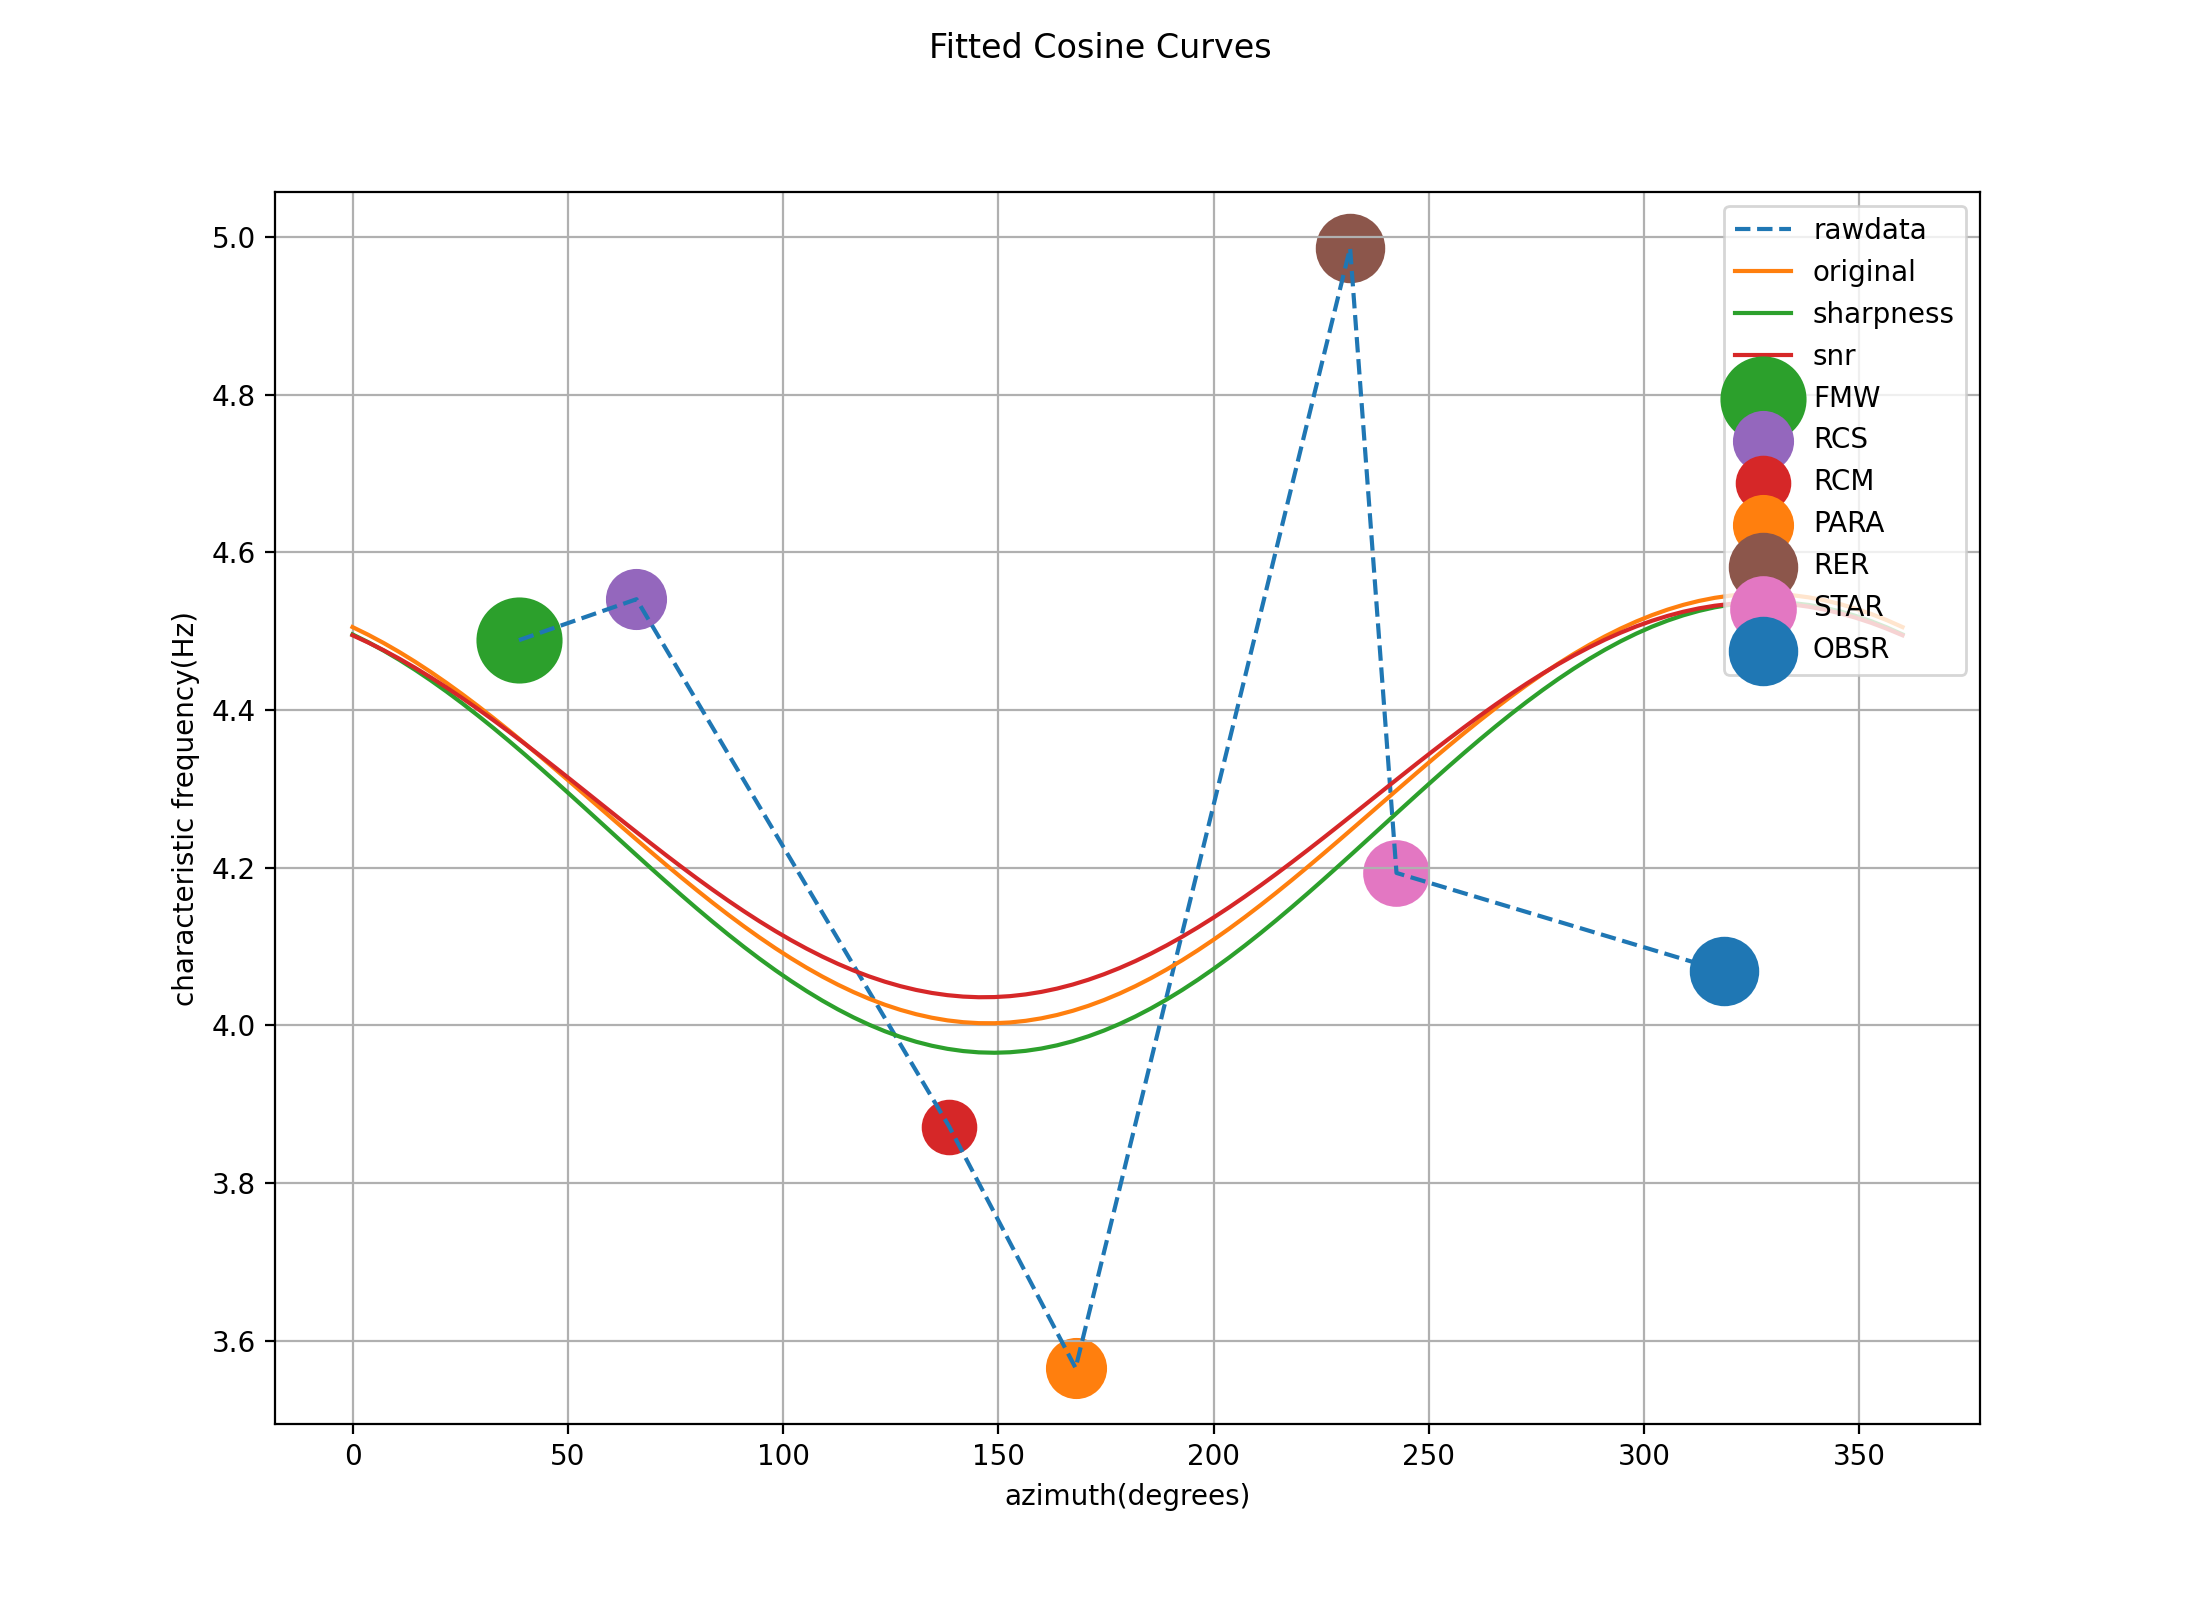 Fitted Cosine Curves
characteristic frequency(Hz)
5.0
4.8
4.6
4.4
4.2
4.0
3.8
3.6
rawdata
original
sharpness
snr
FMW
RCS
RCM
PARA
RER
STAR
OBSR
0 50 100 150 200 250 300 350
azimuth(degrees)